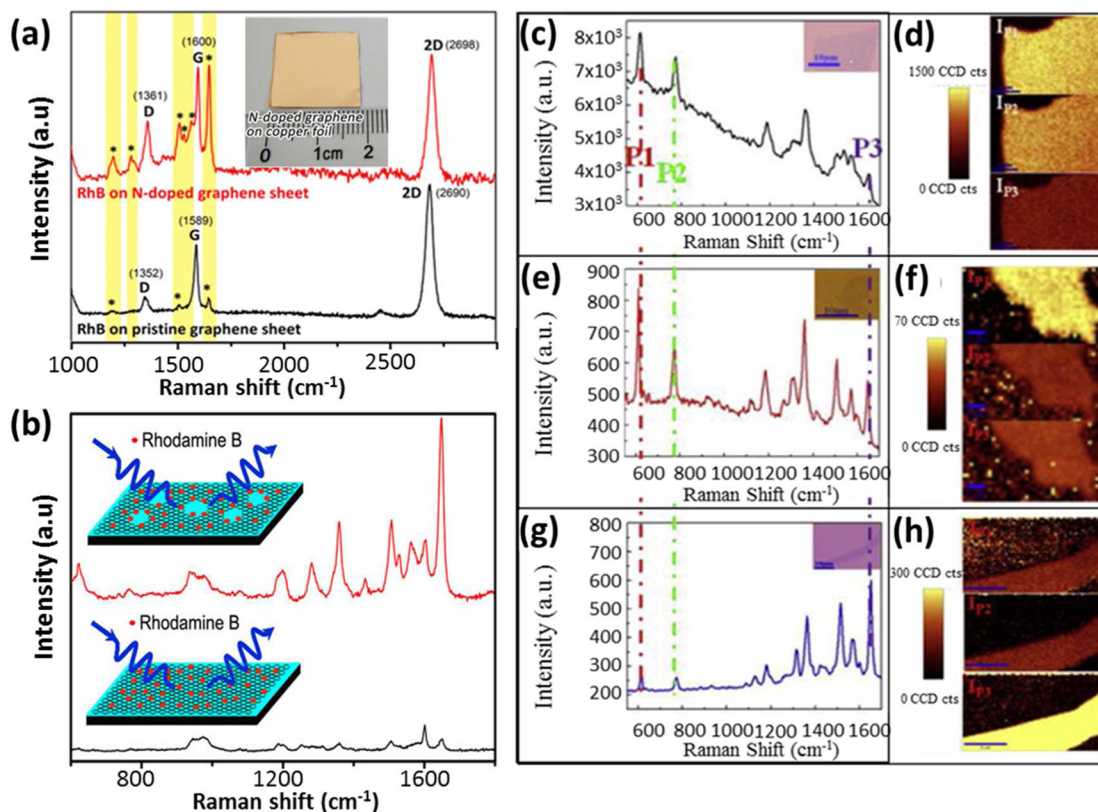 (a)
Intensity (a.u)
(1361)
D
(1600)
G
2D (2698)
* * * * * *
N-doped graphene
on copper foil
0 1cm 2
RhB on N-doped graphene sheet
(1352)
D
(1589)
G
2D (2690)
* * *
RhB on pristine graphene sheet
1000 1500 2000 2500
Raman shift (cm-1)
(b)
Intensity (a.u)
Rhodamine B
Rhodamine B
800 1200 1600
Raman shift (cm-1)
(c)
Intensity (a.u.)
8x10³
7x10³
6x10³
5x10³
4x10³
3x10³
10μm
P1
P2
P3
600 800 1000 1200 1400 1600
Raman Shift (cm-1)
(d)
1500 CCD cts
0 CCD cts
IP1
IP2
IP3
(e)
Intensity (a.u.)
900
800
700
600
500
400
300
600 800 1000 1200 1400 1600
Raman Shift (cm-1)
(f)
70 CCD cts
0 CCD cts
(g)
Intensity (a.u.)
800
700
600
500
400
300
200
600 800 1000 1200 1400 1600
Raman Shift (cm-1)
(h)
300 CCD cts
0 CCD cts
IP2
IP3